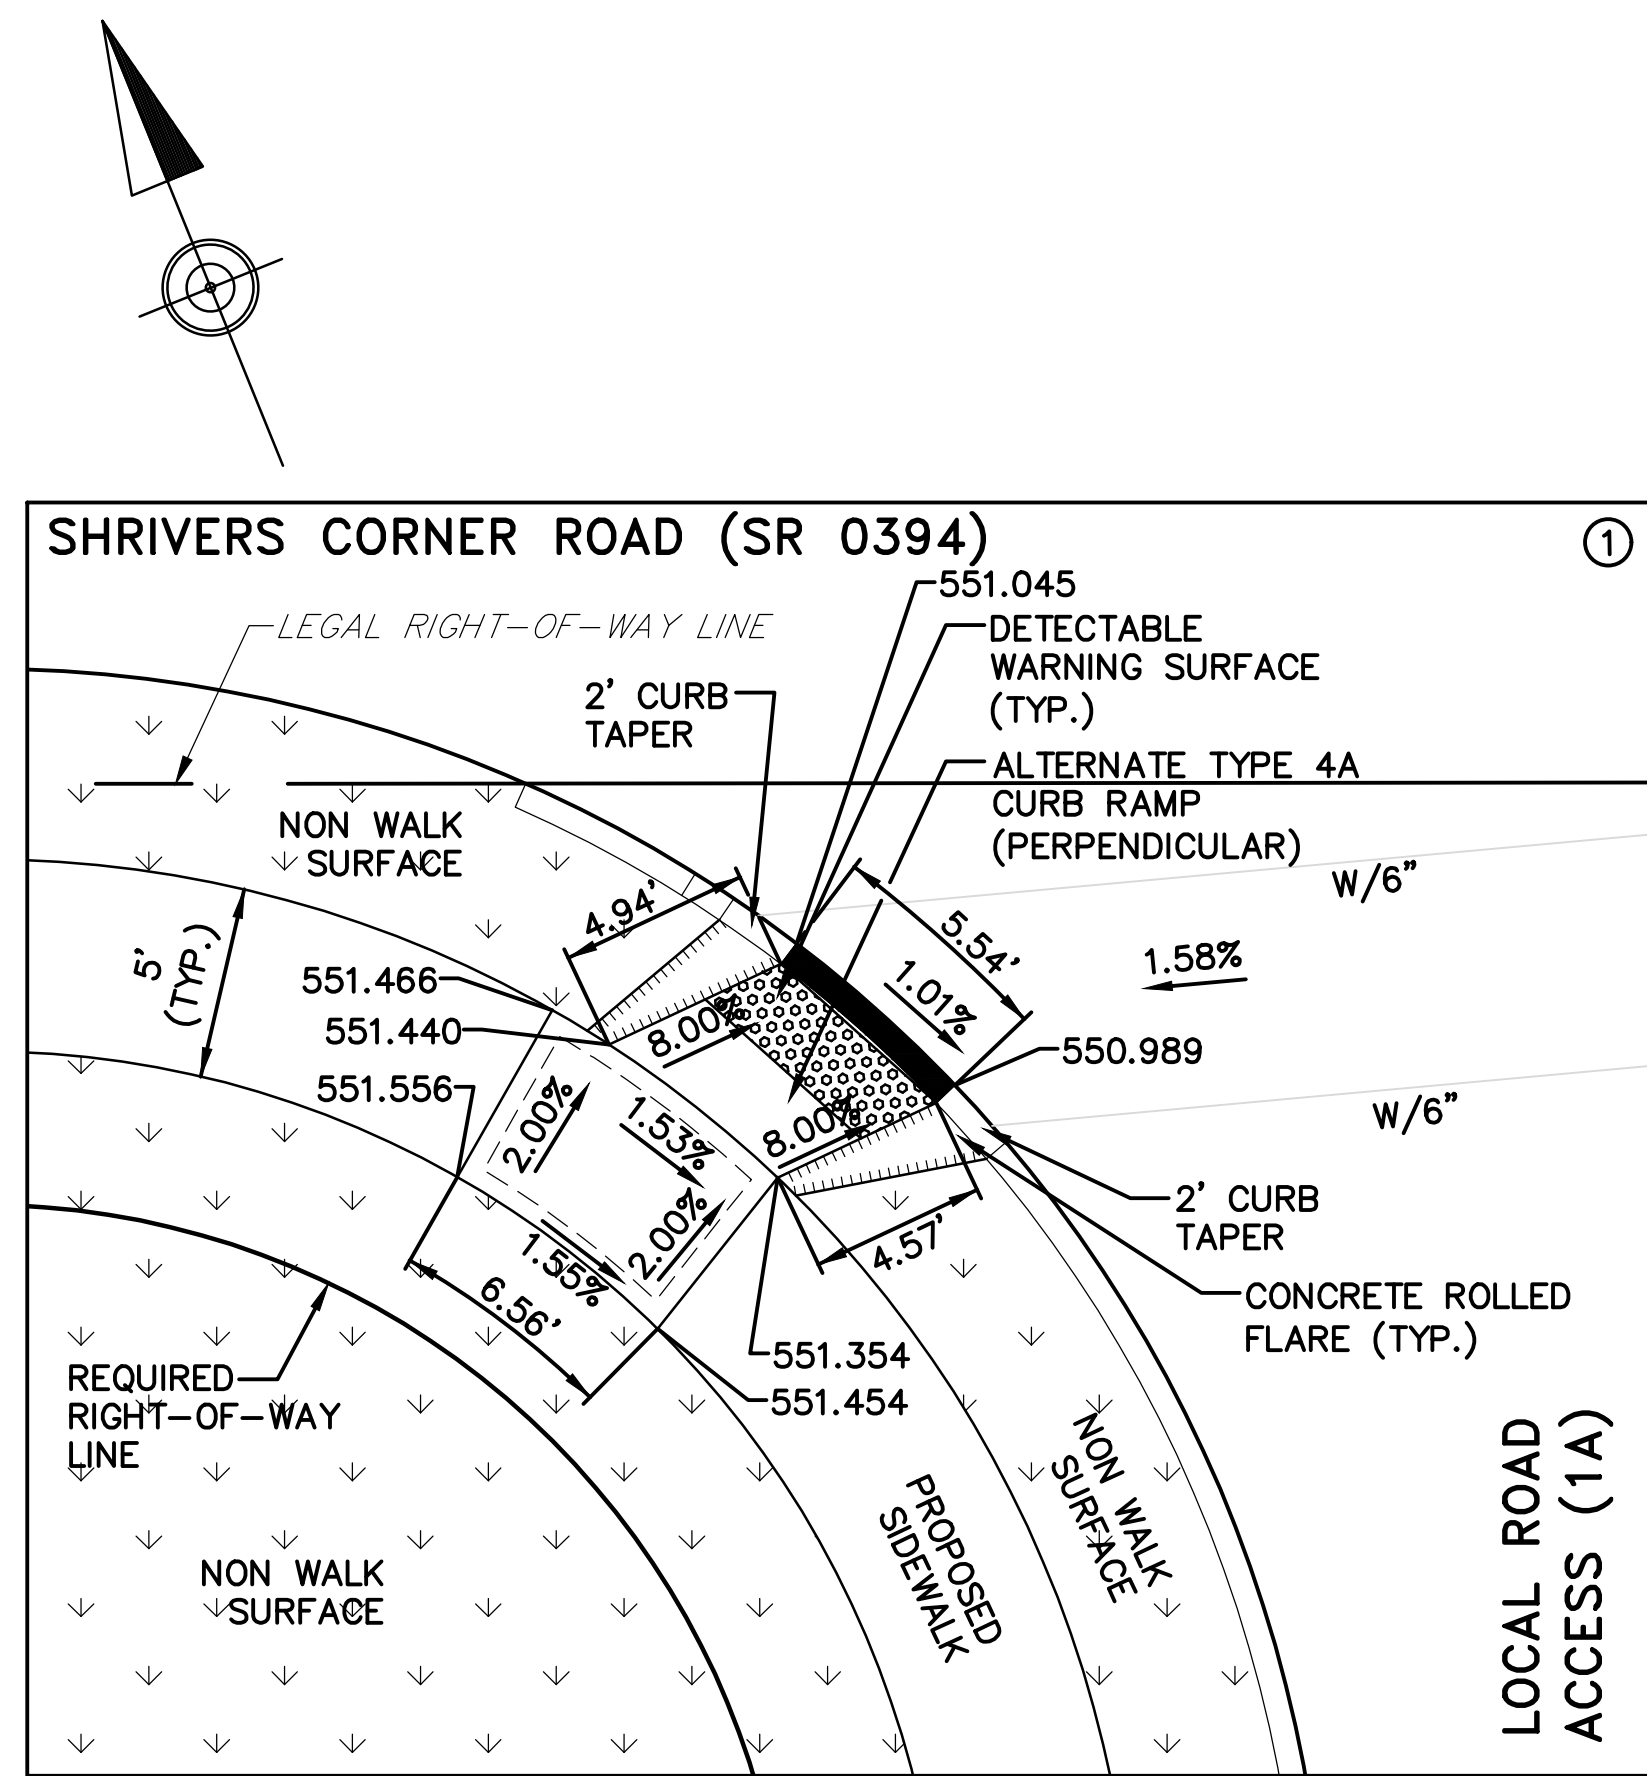 SHRIVERS CORNER ROAD (SR 0394)
1
551.045
LEGAL RIGHT-OF-WAY LINE
DETECTABLE
WARNING SURFACE
(TYP.)
2' CURB
TAPER
ALTERNATE TYPE 4A
CURB RAMP
(PERPENDICULAR)
NON WALK
SURFACE
W/6"
4.94'
5.54'
5'
(TYP.)
1.58%
551.466
1.01%
551.440
8.00%
550.989
551.556
2.00%
1.53%
8.00%
W/6"
2' CURB
TAPER
2.00%
1.55%
4.57'
6.56'
CONCRETE ROLLED
FLARE (TYP.)
551.354
551.454
REQUIRED
RIGHT-OF-WAY
LINE
NON WALK
SURFACE
PROPOSED
SIDEWALK
NON WALK
SURFACE
LOCAL ROAD
ACCESS (1A)